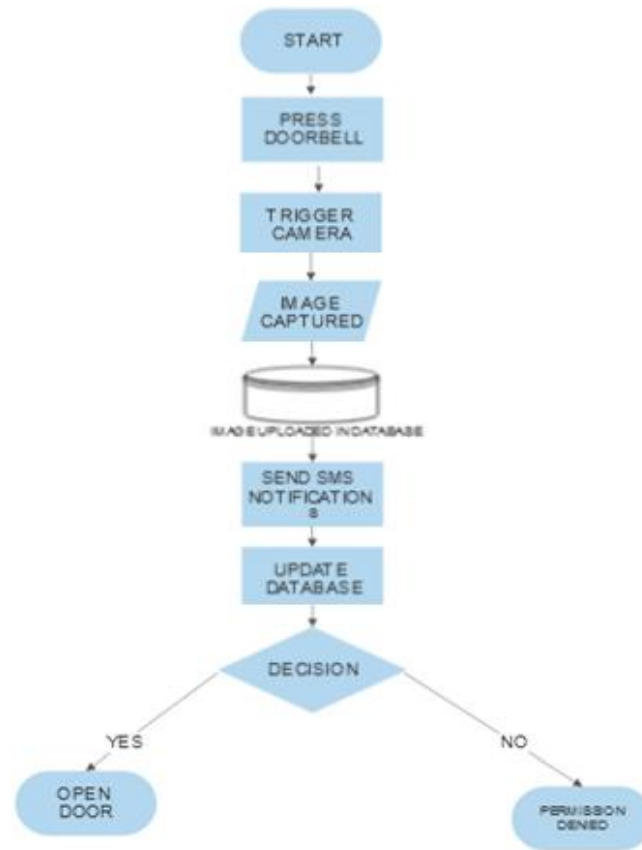 START
PRESS
DOORBELL
TRIGGER
CAMERA
IMAGE
CAPTURED
IMAGE UPLOADED IN DATABASE
SEND SMS
NOTIFICATION
S
UPDATE
DATABASE
DECISION
YES
NO
OPEN
DOOR
PERMISSION
DENIED